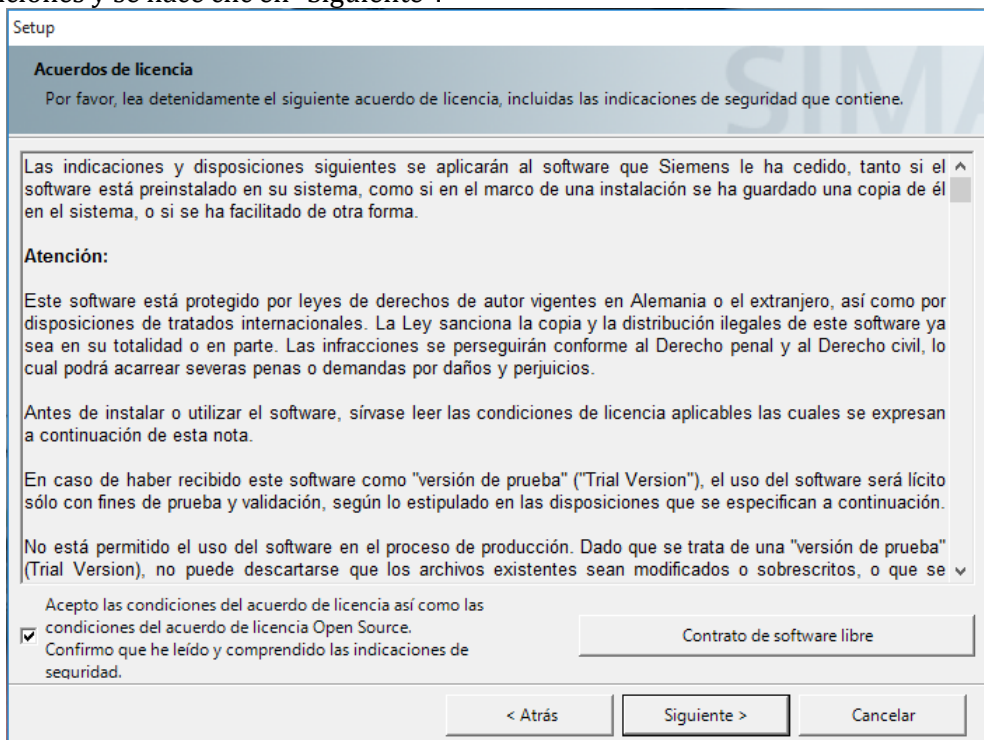 ciones y se hace clic en "Siguiente".
Setup
Acuerdos de licencia
Por favor, lea detenidamente el siguiente acuerdo de licencia, incluidas las indicaciones de seguridad que contiene.
SIMA
Las indicaciones y disposiciones siguientes se aplicarán al software que Siemens le ha cedido, tanto si el
software está preinstalado en su sistema, como si en el marco de una instalación se ha guardado una copia de él
en el sistema, o si se ha facilitado de otra forma.
Atención:
Este software está protegido por leyes de derechos de autor vigentes en Alemania o el extranjero, así como por
disposiciones de tratados internacionales. La Ley sanciona la copia y la distribución ilegales de este software ya
sea en su totalidad o en parte. Las infracciones se perseguirán conforme al Derecho penal y al Derecho civil, lo
cual podrá acarrear severas penas o demandas por daños y perjuicios.
Antes de instalar o utilizar el software, sírvase leer las condiciones de licencia aplicables las cuales se expresan
a continuación de esta nota.
En caso de haber recibido este software como "versión de prueba" ("Trial Version"), el uso del software será lícito
sólo con fines de prueba y validación, según lo estipulado en las disposiciones que se especifican a continuación.
No está permitido el uso del software en el proceso de producción. Dado que se trata de una "versión de prueba"
(Trial Version), no puede descartarse que los archivos existentes sean modificados o sobrescritos, o que se
Acepto las condiciones del acuerdo de licencia así como las
condiciones del acuerdo de licencia Open Source.
Confirmo que he leído y comprendido las indicaciones de
seguridad.
Contrato de software libre
< Atrás
Siguiente >
Cancelar